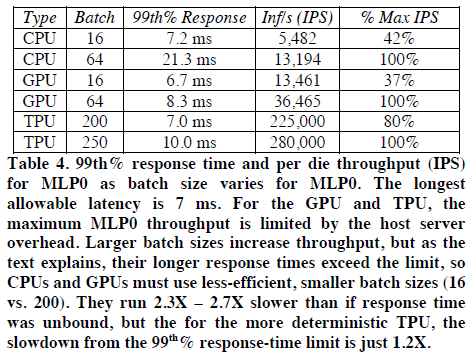 Type Batch 99th% Response Inf/s (IPS) % Max IPS
CPU 16 7.2 ms 5,482 42%
CPU 64 21.3 ms 13,194 100%
GPU 16 6.7 ms 13,461 37%
GPU 64 8.3 ms 36,465 100%
TPU 200 7.0 ms 225,000 80%
TPU 250 10.0 ms 280,000 100%
Table 4. 99th% response time and per die throughput (IPS)
for MLP0 as batch size varies for MLP0. The longest
allowable latency is 7 ms. For the GPU and TPU, the
maximum MLP0 throughput is limited by the host server
overhead. Larger batch sizes increase throughput, but as the
text explains, their longer response times exceed the limit, so
CPUs and GPUs must use less-efficient, smaller batch sizes (16
vs. 200). They run 2.3X – 2.7X slower than if response time
was unbound, but the for the more deterministic TPU, the
slowdown from the 99th% response-time limit is just 1.2X.